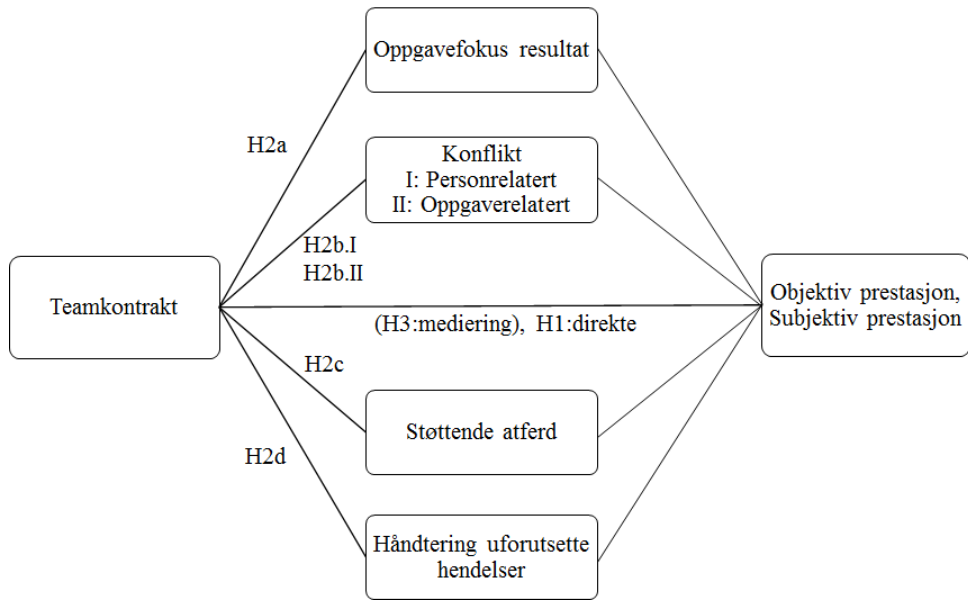 Oppgavefokus resultat
H2a
Konflikt
I: Personrelatert
II: Oppgaverelatert
H2b.I
H2b.II
Teamkontrakt
(H3:mediering), H1:direkte
Objektiv prestasjon,
Subjektiv prestasjon
H2c
Støttende atferd
H2d
Håndtering uforutsette
hendelser